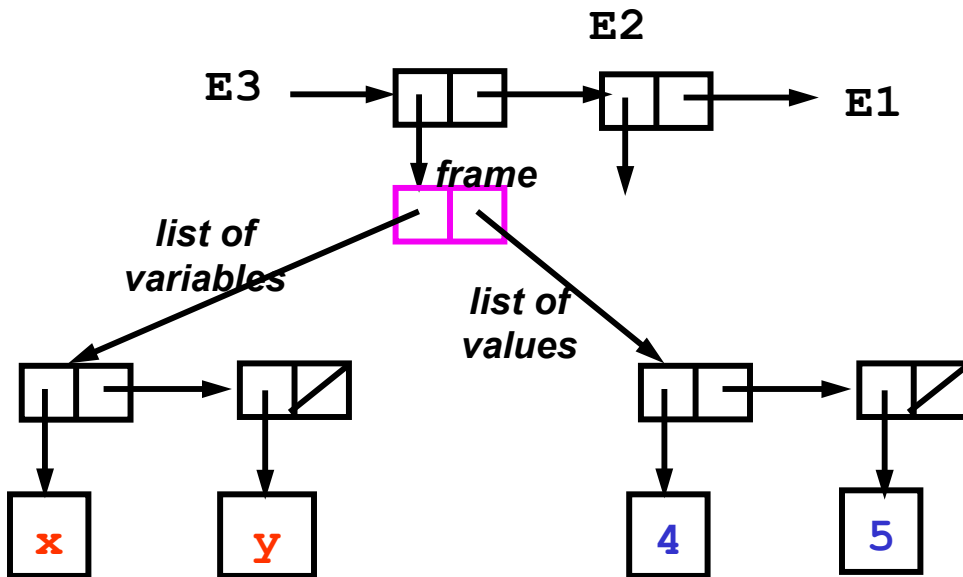 E2
E3
E1
frame
list of
variables
list of
values
x
y
4
5